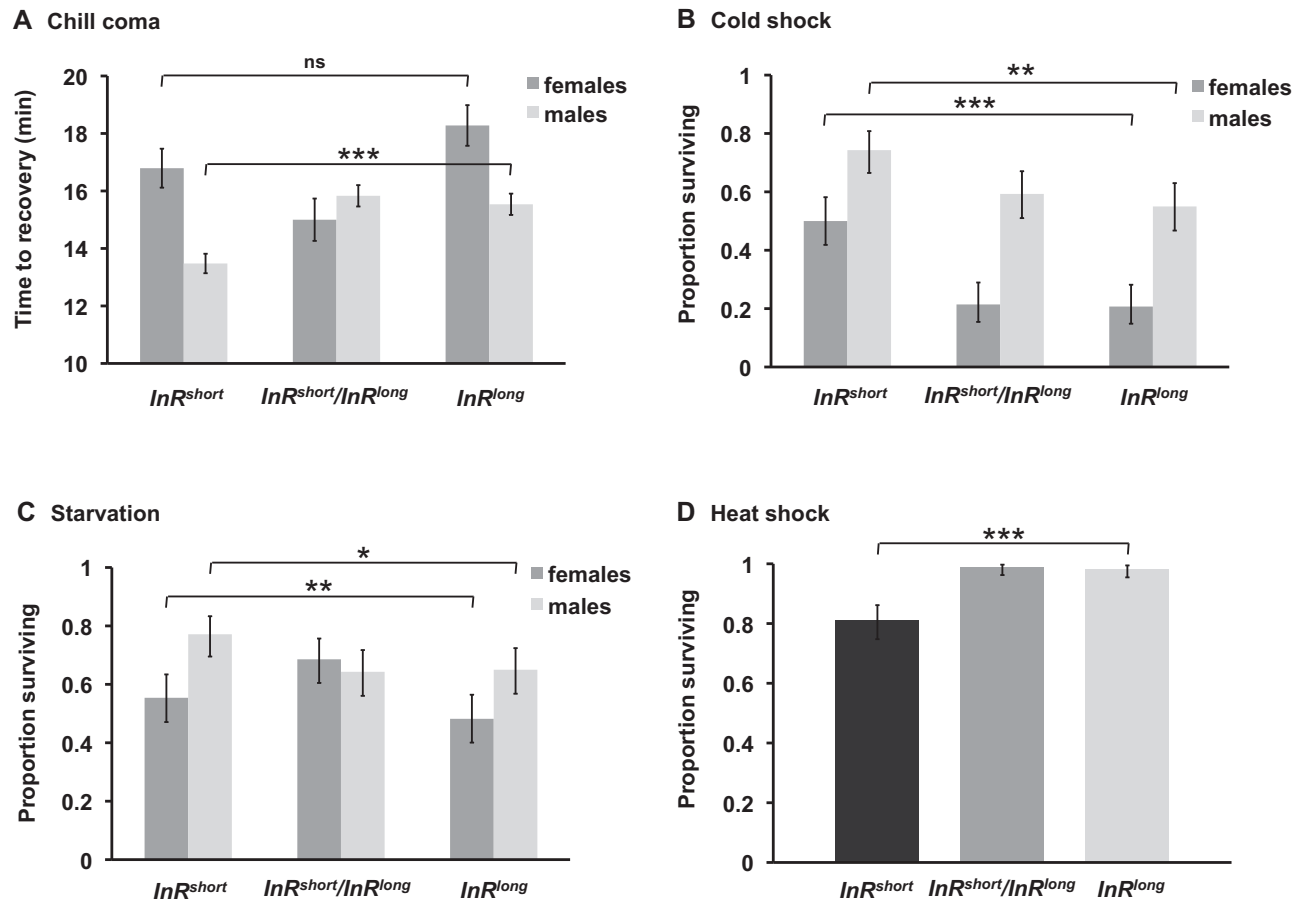 A Chill coma
ns
***
females
males
Time to recovery (min)
20
18
16
14
12
10
InRshort
InRshort/InRlong
InRlong
B Cold shock
**
***
females
males
Proportion surviving
1
0.8
0.6
0.4
0.2
0
InRshort
InRshort/InRlong
InRlong
C Starvation
*
**
females
males
Proportion surviving
1
0.8
0.6
0.4
0.2
0
InRshort
InRshort/InRlong
InRlong
D Heat shock
***
Proportion surviving
1
0.8
0.6
0.4
0.2
0
InRshort
InRshort/InRlong
InRlong